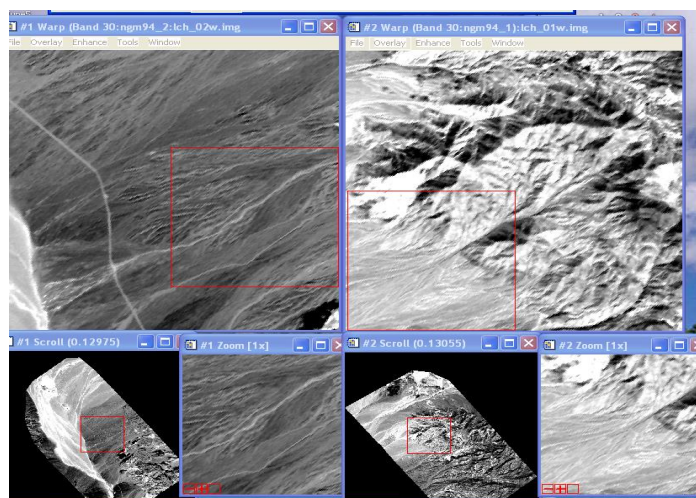 #1 Warp (Band 30:ngm94_2:lch_02w.img
File Overlay Enhance Tools Window
#2 Warp (Band 30:ngm94_1):lch_01w.img
File Overlay Enhance Tools Window
#1 Scroll (0.12975)
#1 Zoom [1x]
#2 Scroll (0.13055)
#2 Zoom [1x]